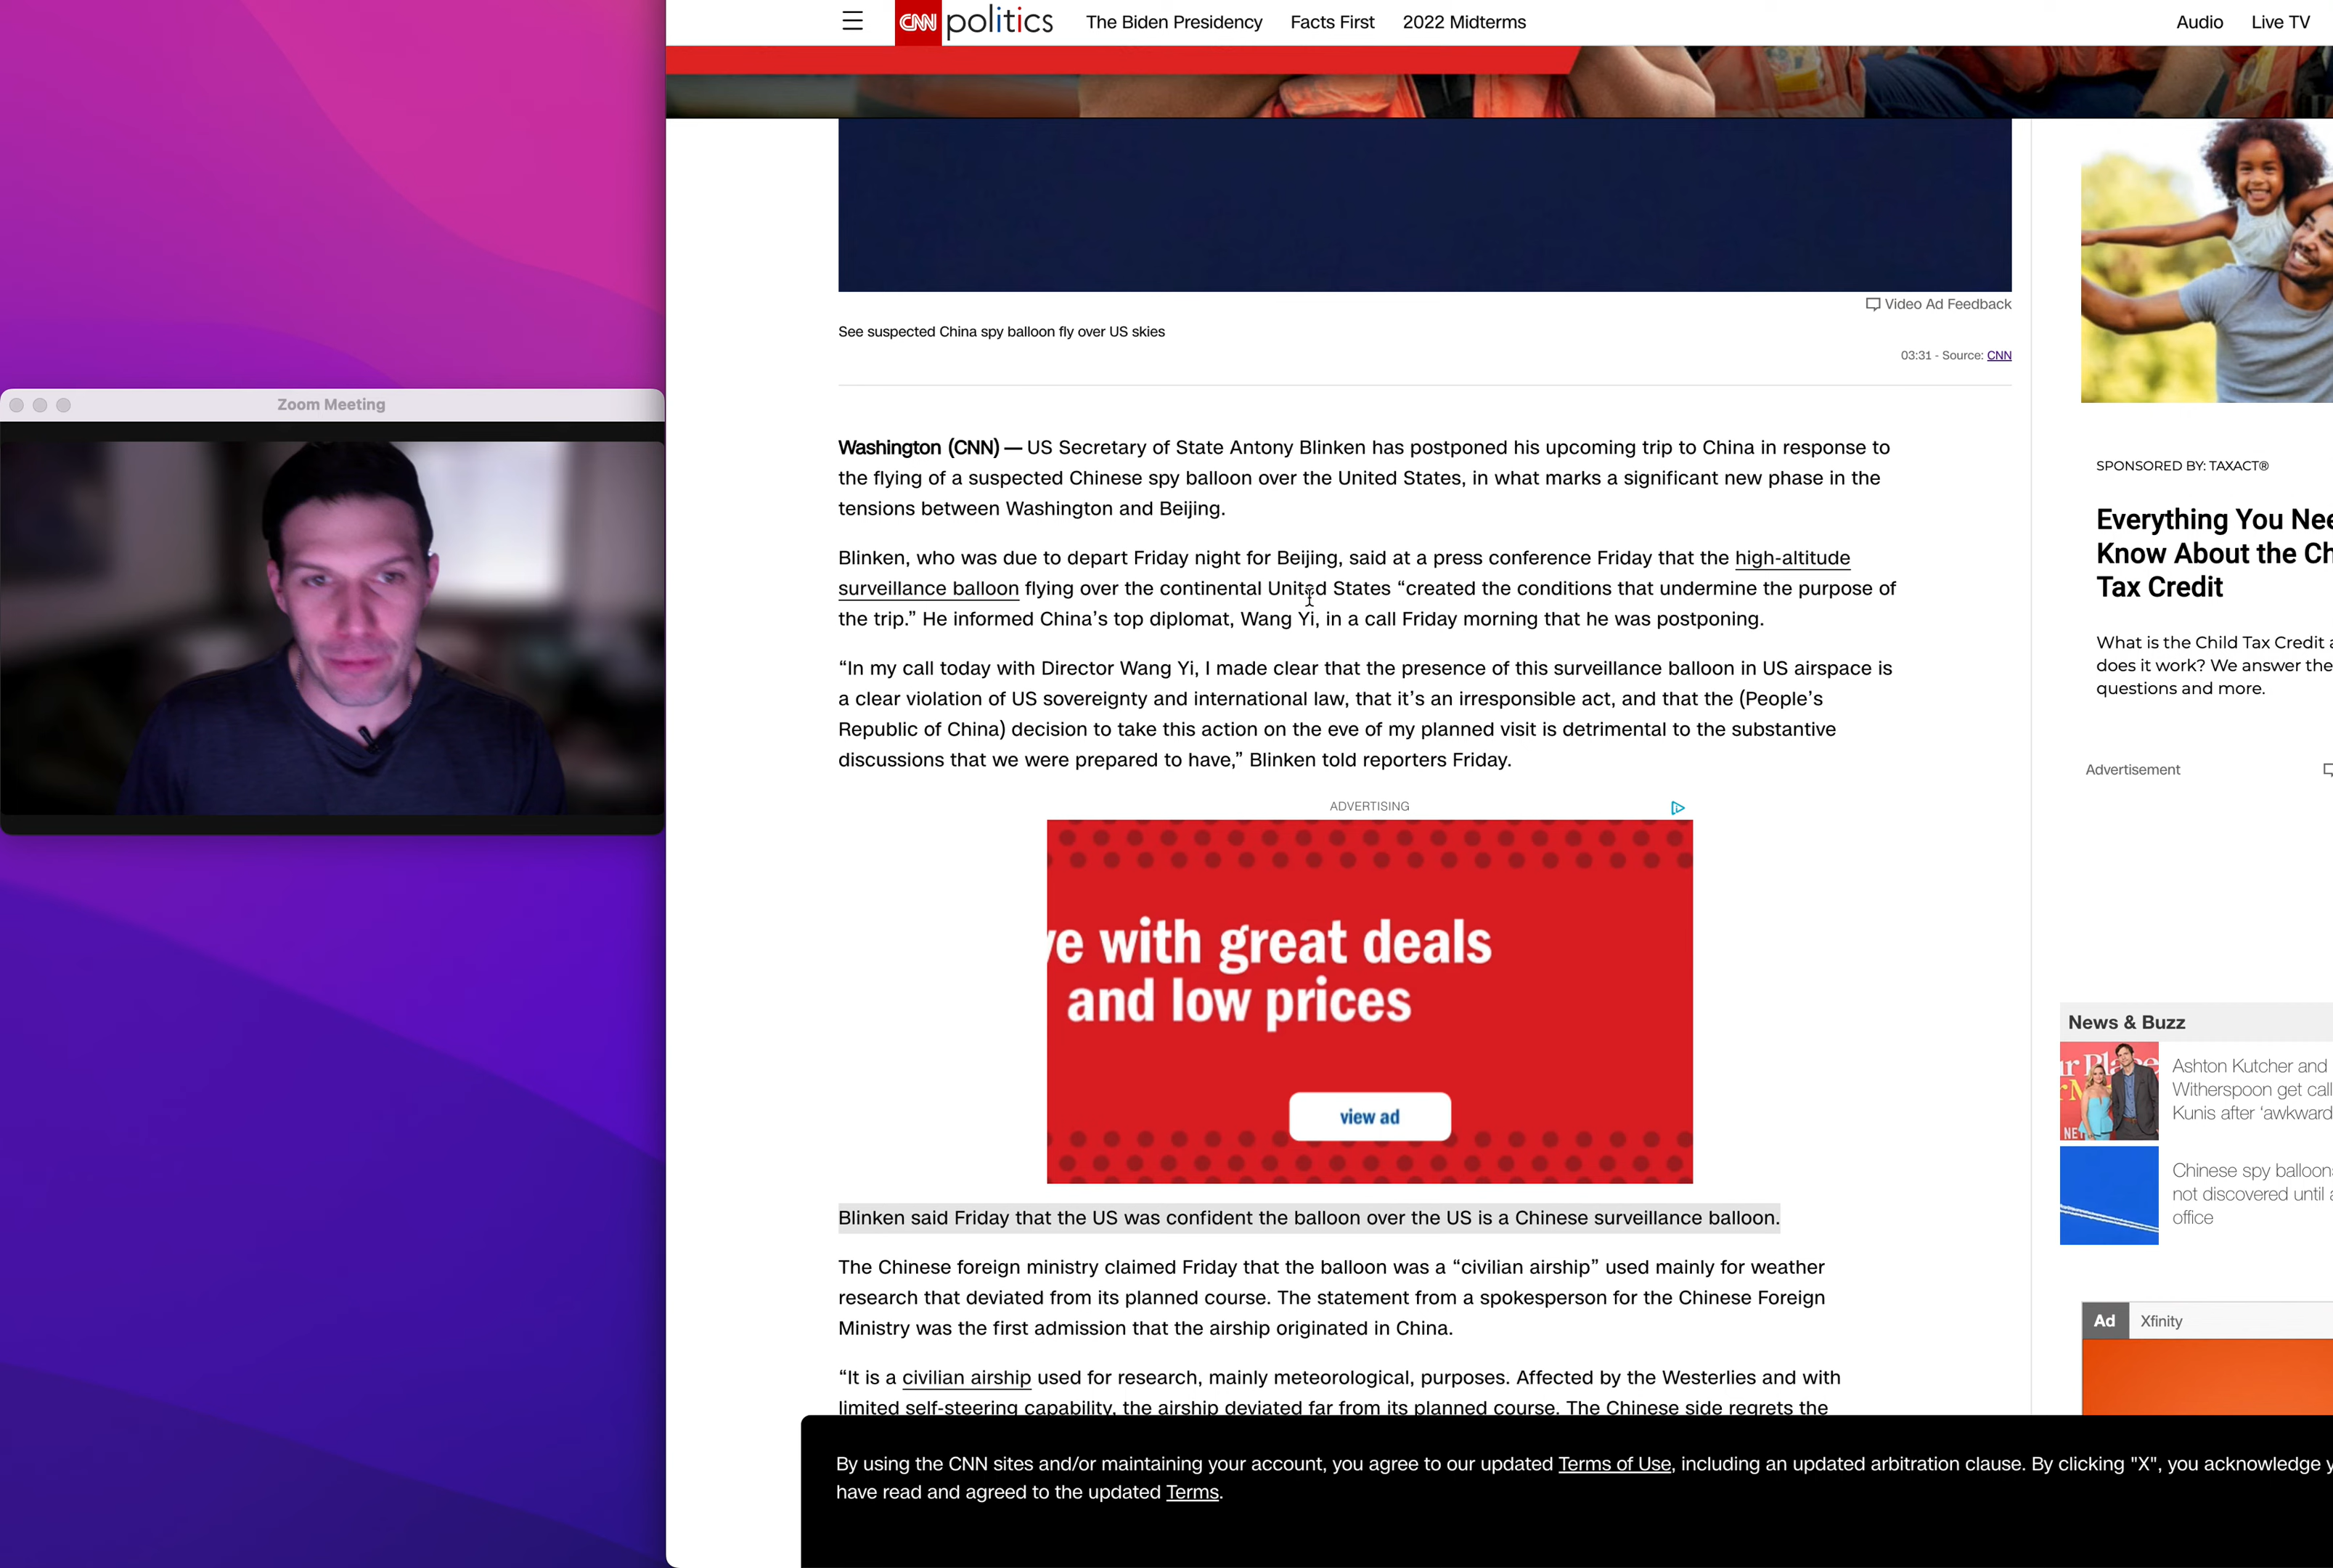 CNN politics The Biden Presidency Facts First 2022 Midterms Audio Live TV
Video Ad Feedback
See suspected China spy balloon fly over US skies
03:31 - Source: CNN
Zoom Meeting
Washington (CNN) — US Secretary of State Antony Blinken has postponed his upcoming trip to China in response to
the flying of a suspected Chinese spy balloon over the United States, in what marks a significant new phase in the
tensions between Washington and Beijing.
Blinken, who was due to depart Friday night for Beijing, said at a press conference Friday that the high-altitude
surveillance balloon flying over the continental United States “created the conditions that undermine the purpose of
the trip.” He informed China’s top diplomat, Wang Yi, in a call Friday morning that he was postponing.
“In my call today with Director Wang Yi, I made clear that the presence of this surveillance balloon in US airspace is
a clear violation of US sovereignty and international law, that it’s an irresponsible act, and that the (People’s
Republic of China) decision to take this action on the eve of my planned visit is detrimental to the substantive
discussions that we were prepared to have,” Blinken told reporters Friday.
ADVERTISING
with great deals
and low prices
view ad
Blinken said Friday that the US was confident the balloon over the US is a Chinese surveillance balloon.
The Chinese foreign ministry claimed Friday that the balloon was a “civilian airship” used mainly for weather
research that deviated from its planned course. The statement from a spokesperson for the Chinese Foreign
Ministry was the first admission that the airship originated in China.
“It is a civilian airship used for research, mainly meteorological, purposes. Affected by the Westerlies and with
limited self-steering capability, the airship deviated far from its planned course. The Chinese side regrets the
SPONSORED BY: TAXACT®
Everything You
Know About the
Tax Credit
What is the Child Tax Credit
does it work? We answer
questions and more.
Advertisement
News & Buzz
Ashton Kutcher and
Witherspoon get
Kunis after ‘awkward
Chinese spy
not discovered until
office
Ad Xfinity
By using the CNN sites and/or maintaining your account, you agree to our updated Terms of Use, including an updated arbitration clause. By clicking "X", you acknowledge
have read and agreed to the updated Terms.